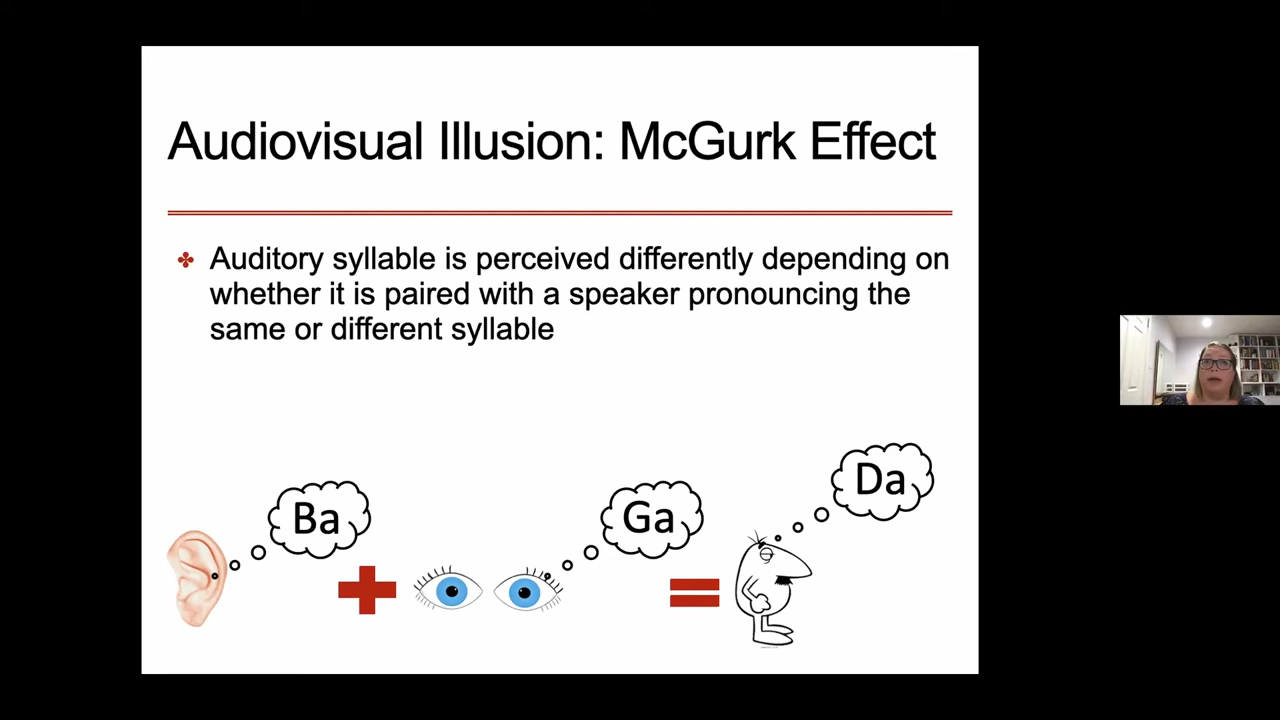 Audiovisual Illusion: McGurk Effect
Auditory syllable is perceived differently depending on
whether it is paired with a speaker pronouncing the
same or different syllable
Ba
Ga
Da